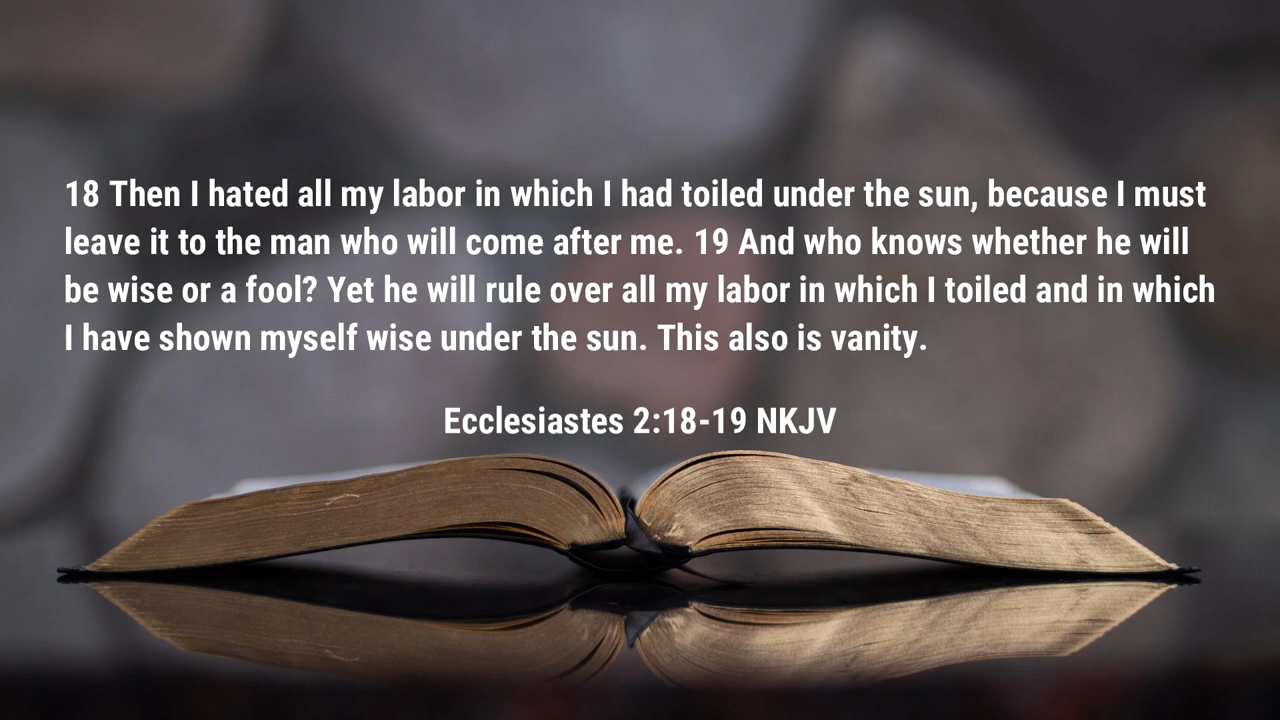 18 Then I hated all my labor in which I had toiled under the sun, because I must
leave it to the man who will come after me. 19 And who knows whether he will
be wise or a fool? Yet he will rule over all my labor in which I toiled and in which
I have shown myself wise under the sun. This also is vanity.
Ecclesiastes 2:18-19 NKJV